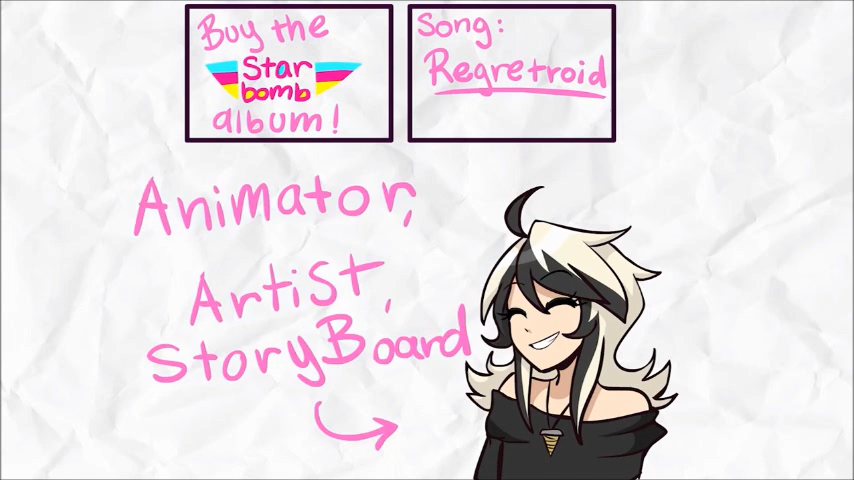 Buy the
Star
bomb
album!
Song:
Regretroid
Animator,
Artist,
StoryBoard